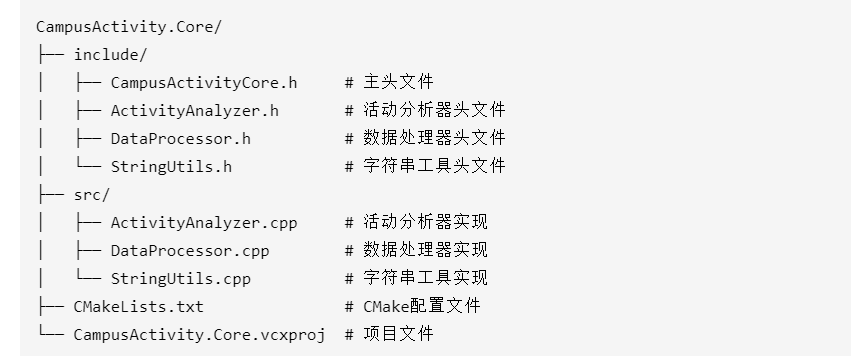 CampusActivity.Core/
├── include/
│   ├── CampusActivityCore.h     # 主头文件
│   ├── ActivityAnalyzer.h       # 活动分析器头文件
│   ├── DataProcessor.h          # 数据处理器头文件
│   └── StringUtils.h            # 字符串工具头文件
├── src/
│   ├── ActivityAnalyzer.cpp     # 活动分析器实现
│   ├── DataProcessor.cpp        # 数据处理器实现
│   └── StringUtils.cpp          # 字符串工具实现
├── CMakeLists.txt               # CMake配置文件
└── CampusActivity.Core.vcxproj  # 项目文件